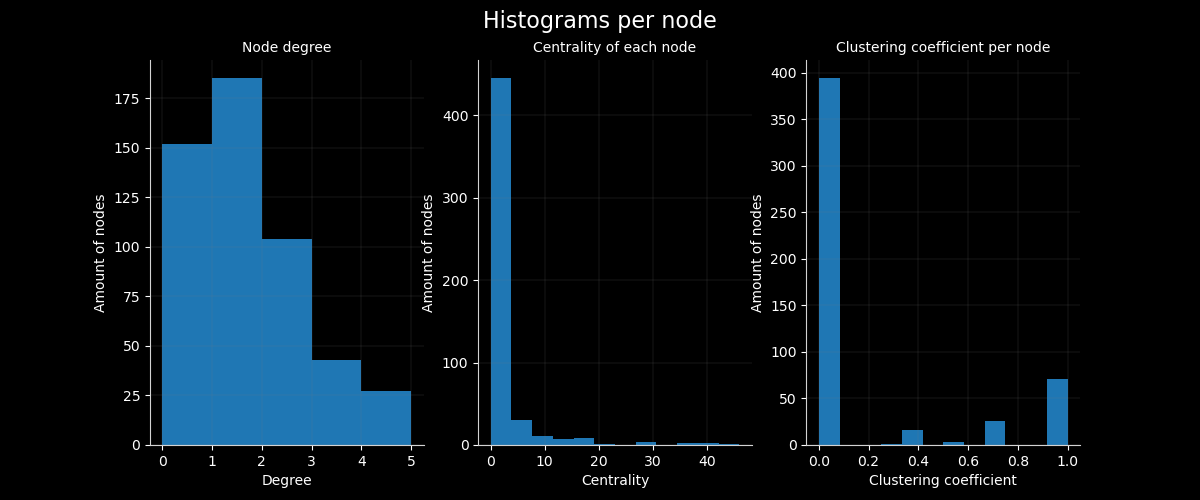 Histograms per node
Node degree
Amount of nodes
175
150
125
100
75
50
25
0
0 1 2 3 4 5
Degree
Centrality of each node
Amount of nodes
400
300
200
100
0
0 10 20 30 40
Centrality
Clustering coefficient per node
Amount of nodes
400
350
300
250
200
150
100
50
0
0.0 0.2 0.4 0.6 0.8 1.0
Clustering coefficient